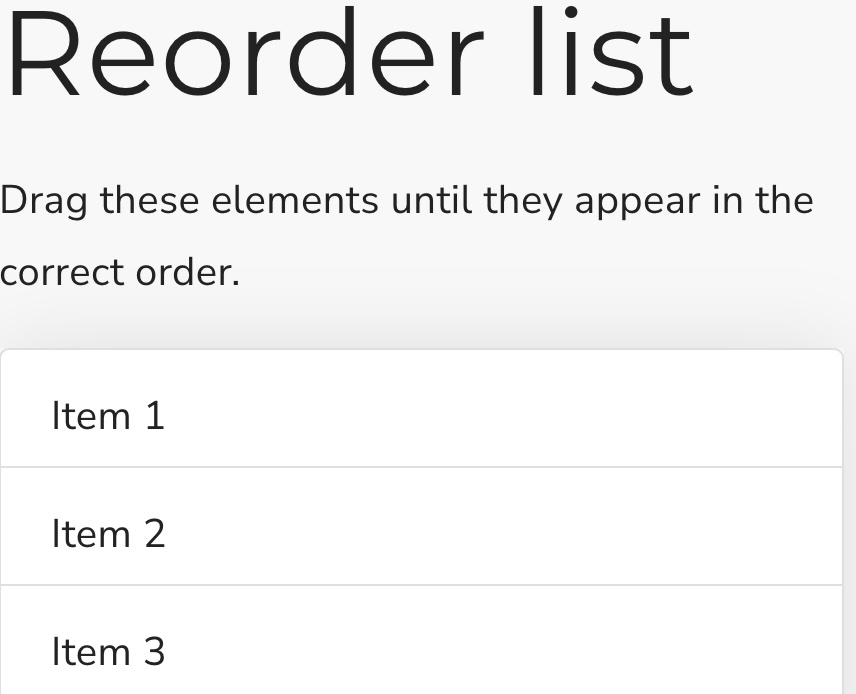 Reorder list
Drag these elements until they appear in the
correct order.
Item 1
Item 2
Item 3